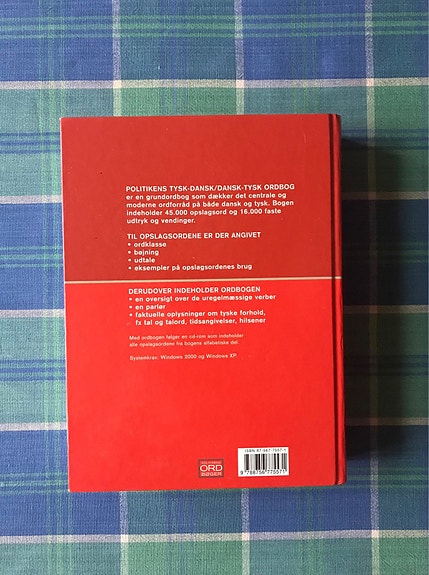 POLITIKENS TYSK-DANSK/DANSK-TYSK ORDBOG
er en grundordbog som dækker det centrale og
moderne ordforråd på både dansk og tysk. Bogen
indeholder 45.000 opslagsord og 16.000 faste
udtryk og vendinger.
TIL OPSLAGSORDENE ER DER ANGIVET
• ordklasse
• bøjning
• udtale
• eksempler på opslagsordenes brug
DERUDOVER INDEHOLDER ORDBOGEN
• en oversigt over de uregelmæssige verber
• en parlør
• faktuelle oplysninger om tyske forhold,
fx tal og talord, tidsangivelser, hilsener
Med ordbogen følger en cd-rom som indeholder
alle opslagsordene fra bogens alfabetiske del.
Systemkrav: Windows 2000 og Windows XP.
ORD
BØGER
9 788756 775571